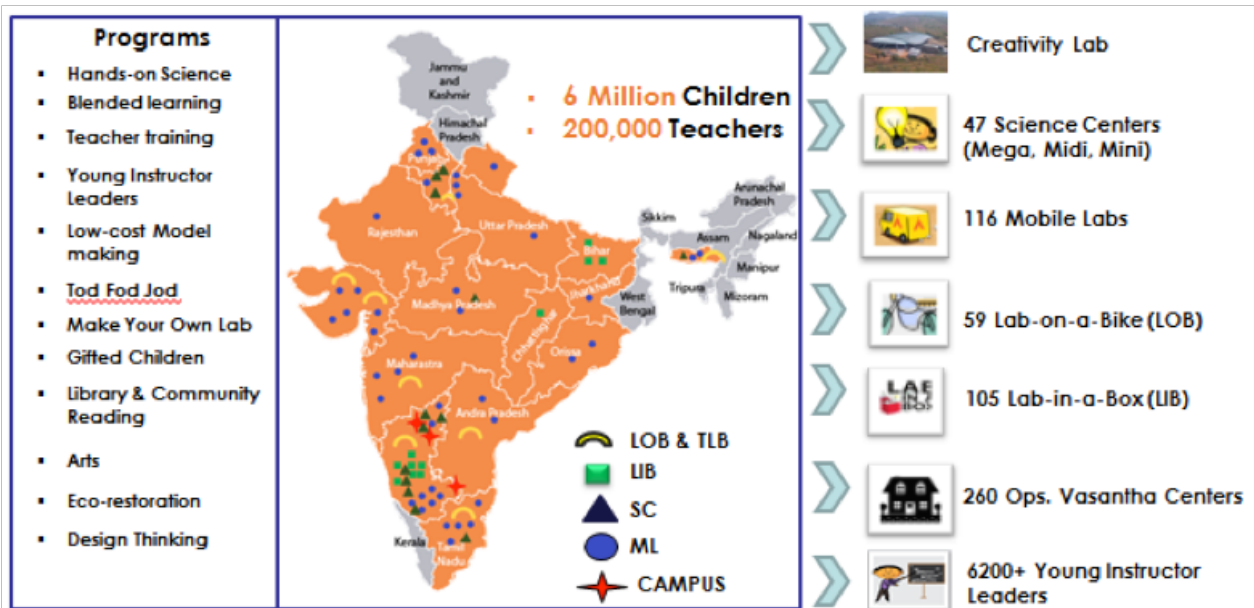 Programs
Hands-on Science
Blended learning
Teacher training
Young Instructor
Leaders
Low-cost Model
making
Tod Fod Jod
Make Your Own Lab
Gifted Children
Library & Community
Reading
Arts
Eco-restoration
Design Thinking
6 Million Children
200,000 Teachers
Jammu
and
Kashmir
Himachal
Pradesh
Punjab
Rajasthan
Uttar Pradesh
Bihar
Sikkim
Arunachal
Pradesh
Assam
Nagaland
Manipur
Tripura
Mizoram
West
Bengal
Jharkhand
Madhya Pradesh
Chhattisghar
Orissa
Maharastra
Andra Pradesh
Kerala
Tamil
Nadu
LOB & TLB
LIB
SC
ML
CAMPUS
Creativity Lab
47 Science Centers
(Mega, Midi, Mini)
116 Mobile Labs
59 Lab-on-a-Bike (LOB)
105 Lab-in-a-Box (LIB)
260 Ops. Vasantha Centers
6200+ Young Instructor
Leaders